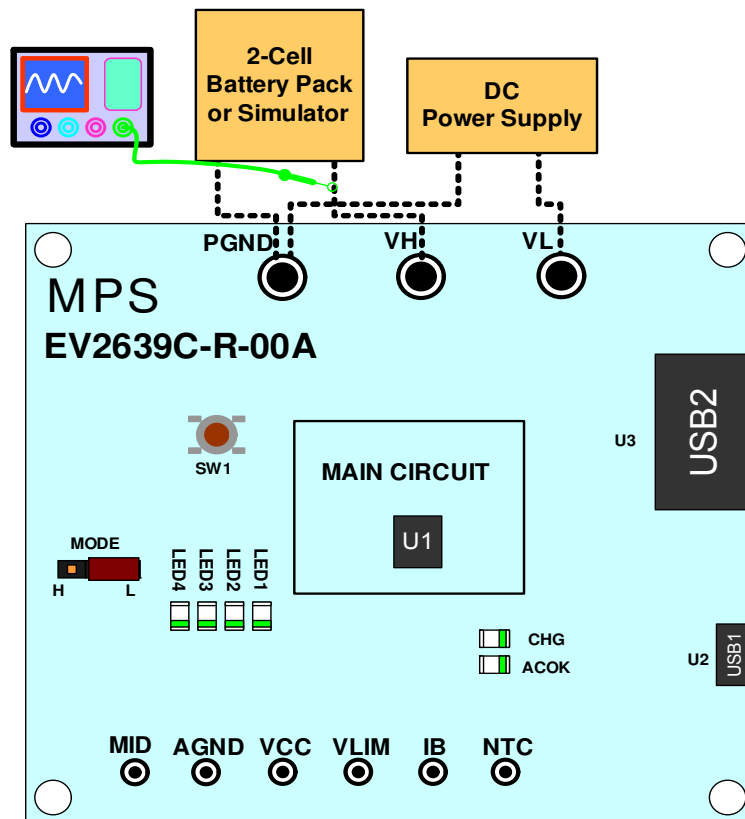 2-Cell
Battery Pack
or Simulator
DC
Power Supply
PGND
VH
VL
MPS
EV2639C-R-00A
USB2
U3
SW1
MAIN CIRCUIT
U1
MODE
H
L
LED4
LED3
LED2
LED1
CHG
ACOK
U2
USB1
MID
AGND
VCC
VLIM
IB
NTC